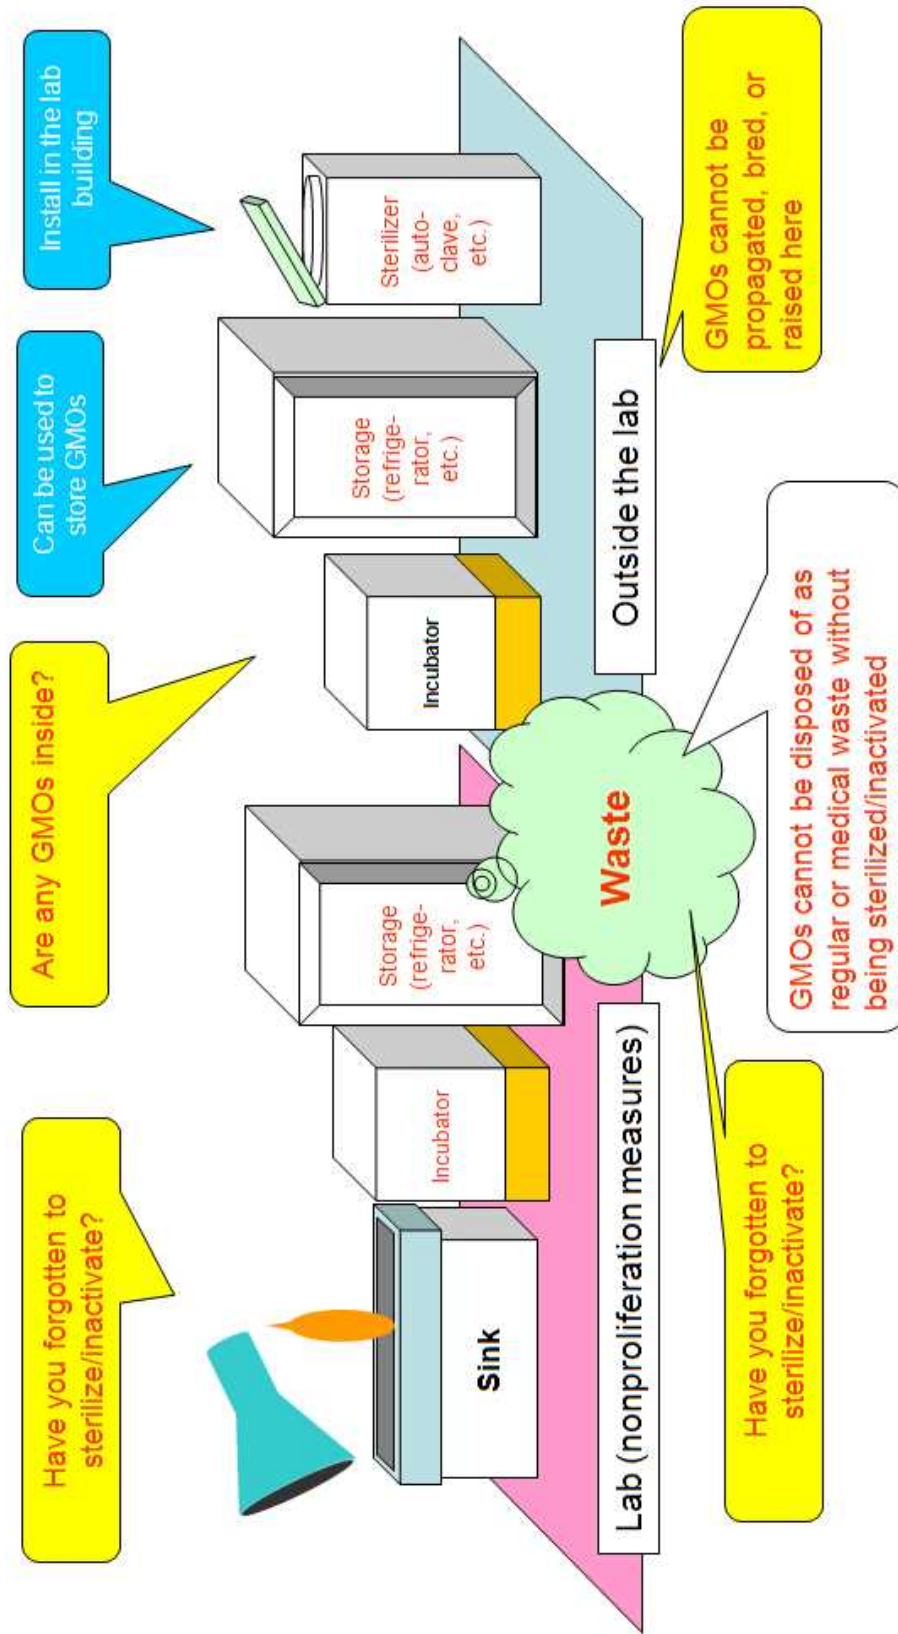 Have you forgotten to
sterilize/inactivate?
Are any GMOs inside?
Can be used to
store GMOs
Install in the lab
building
Sink
Incubator
Storage
(refrige-
rator,
etc.)
Incubator
Storage
(refrige-
rator,
etc.)
Sterilizer
(auto-
clave,
etc.)
Waste
Lab (nonproliferation measures)
Outside the lab
Have you forgotten to
sterilize/inactivate?
GMOs cannot be disposed of as
regular or medical waste without
being sterilized/inactivated
GMOs cannot be
propagated, bred, or
raised here